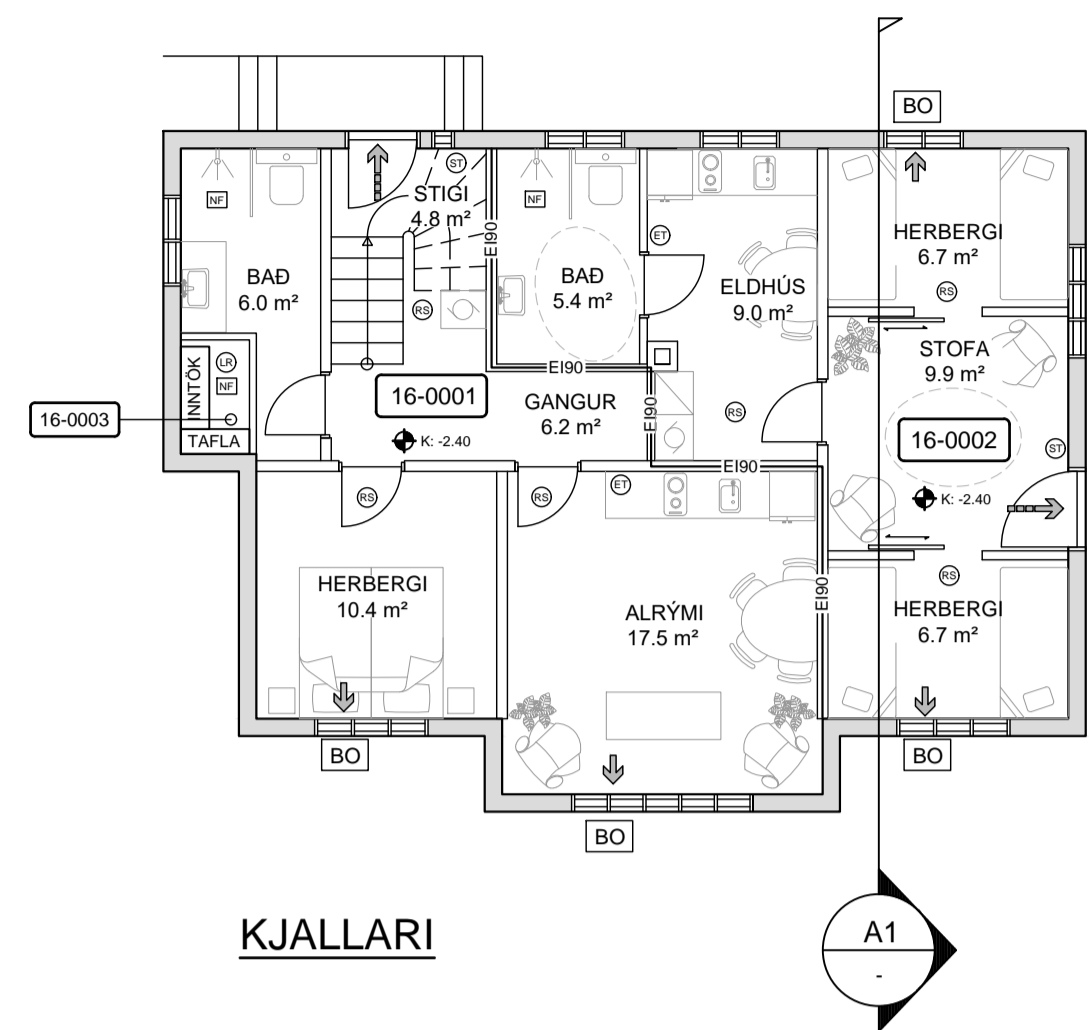 BO
ST
STIGI
4.8 m²
NF
NF
EI90
ET
HERBERGI
6.7 m²
BAÐ
6.0 m²
BAÐ
5.4 m²
ELDHÚS
9.0 m²
RS
RS
STOFA
9.9 m²
EI90
LR
NF
INNTÖK
TAFLA
16-0003
16-0001
GANGUR
6.2 m²
EI90
RS
16-0002
K: -2.40
ST
EI90
RS
RS
ET
K: -2.40
HERBERGI
10.4 m²
ALRÝMI
17.5 m²
EI90
RS
HERBERGI
6.7 m²
BO
BO
BO
KJALLARI
A1
-